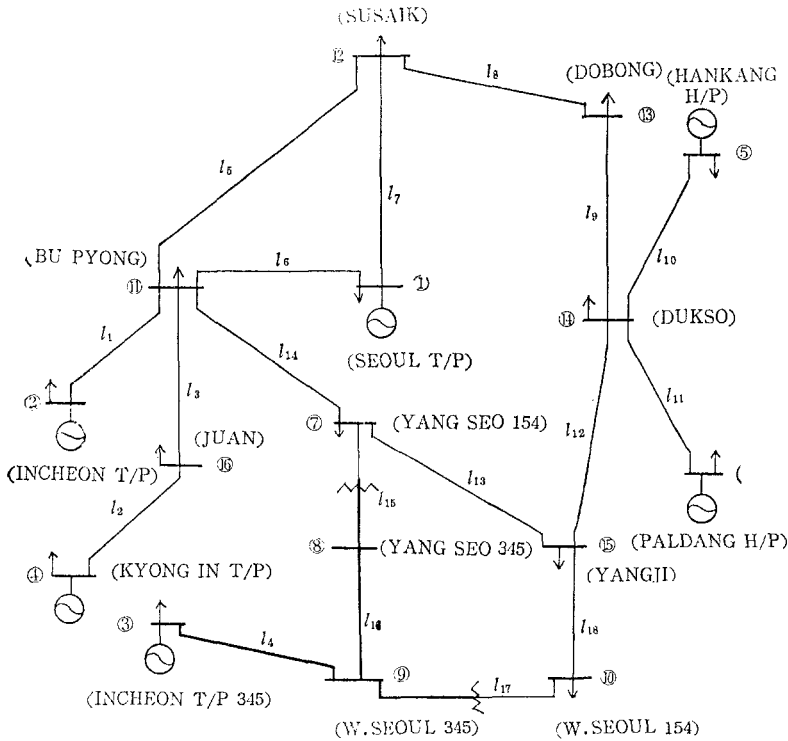 (SUSAIK)
⑫
l₈
(DOBONG)
(HANKANG
H/P)
⑬
⑤
l₅
l₇
l₉
l₁₀
(BU PYONG)
l₆
⑪
①
⑭
(DUKSO)
l₁
l₃
l₁₄
(SEOUL T/P)
②
⑦
(YANG SEO 154)
l₁₂
l₁₁
(JUAN)
⑯
(INCHEON T/P)
l₁₃
l₁₅
(
l₂
⑧
(YANG SEO 345)
⑮
(PALDANG H/P)
④
(KYONG IN T/P)
(YANGJI)
③
l₄
l₁₆
l₁₈
⑨
l₁₇
⑩
(INCHEON T/P 345)
(W.SEOUL 345)
(W.SEOUL 154)